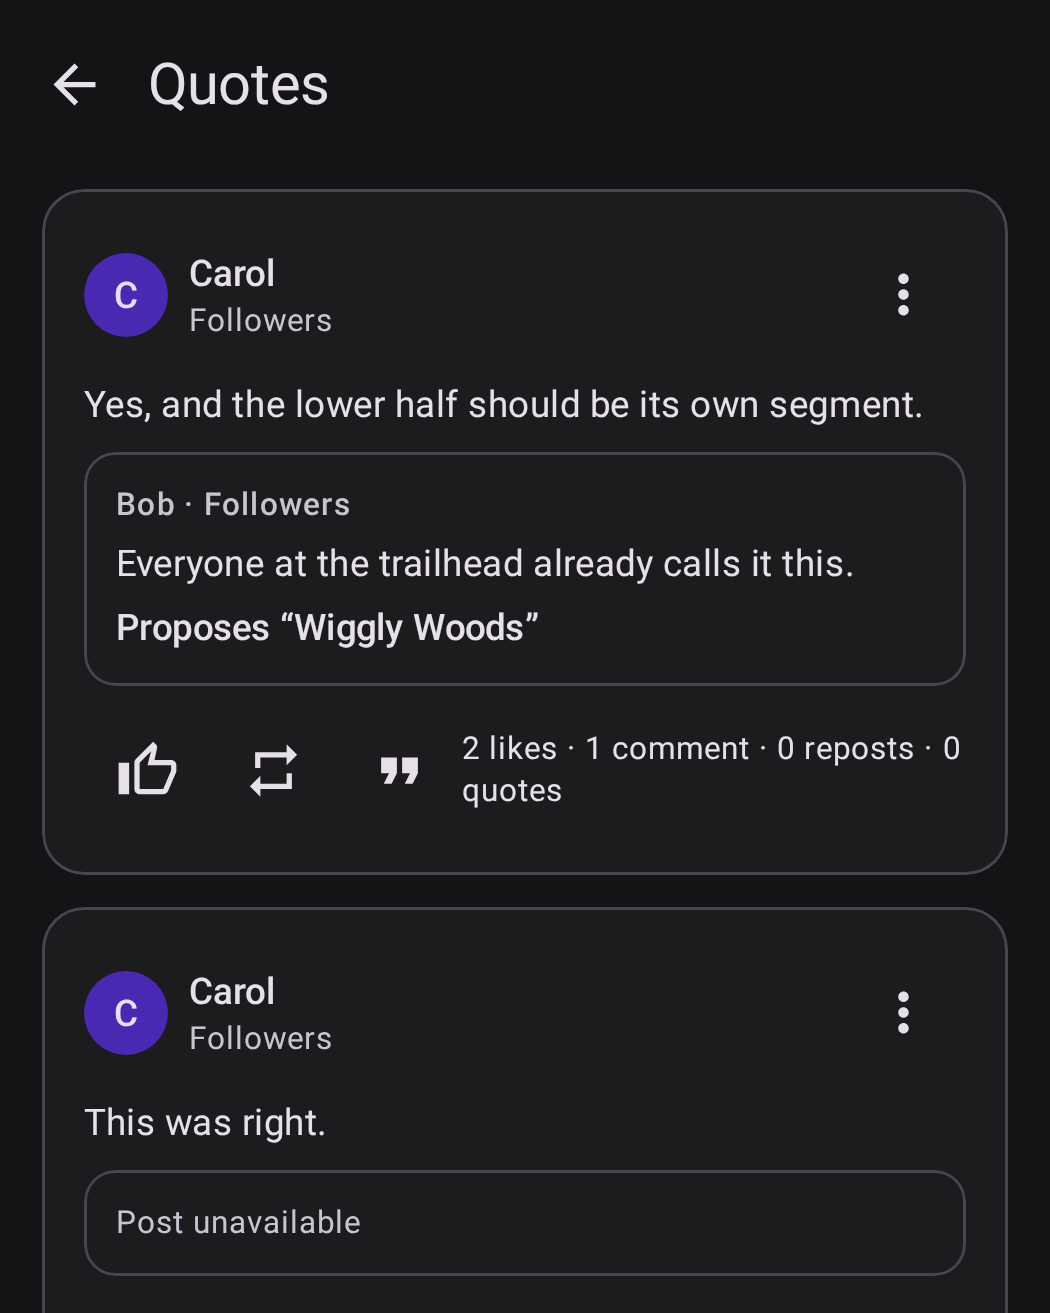 Quotes
C
Carol
Followers
Yes, and the lower half should be its own segment.
Bob · Followers
Everyone at the trailhead already calls it this.
Proposes “Wiggly Woods”
2 likes · 1 comment · 0 reposts · 0
quotes
C
Carol
Followers
This was right.
Post unavailable